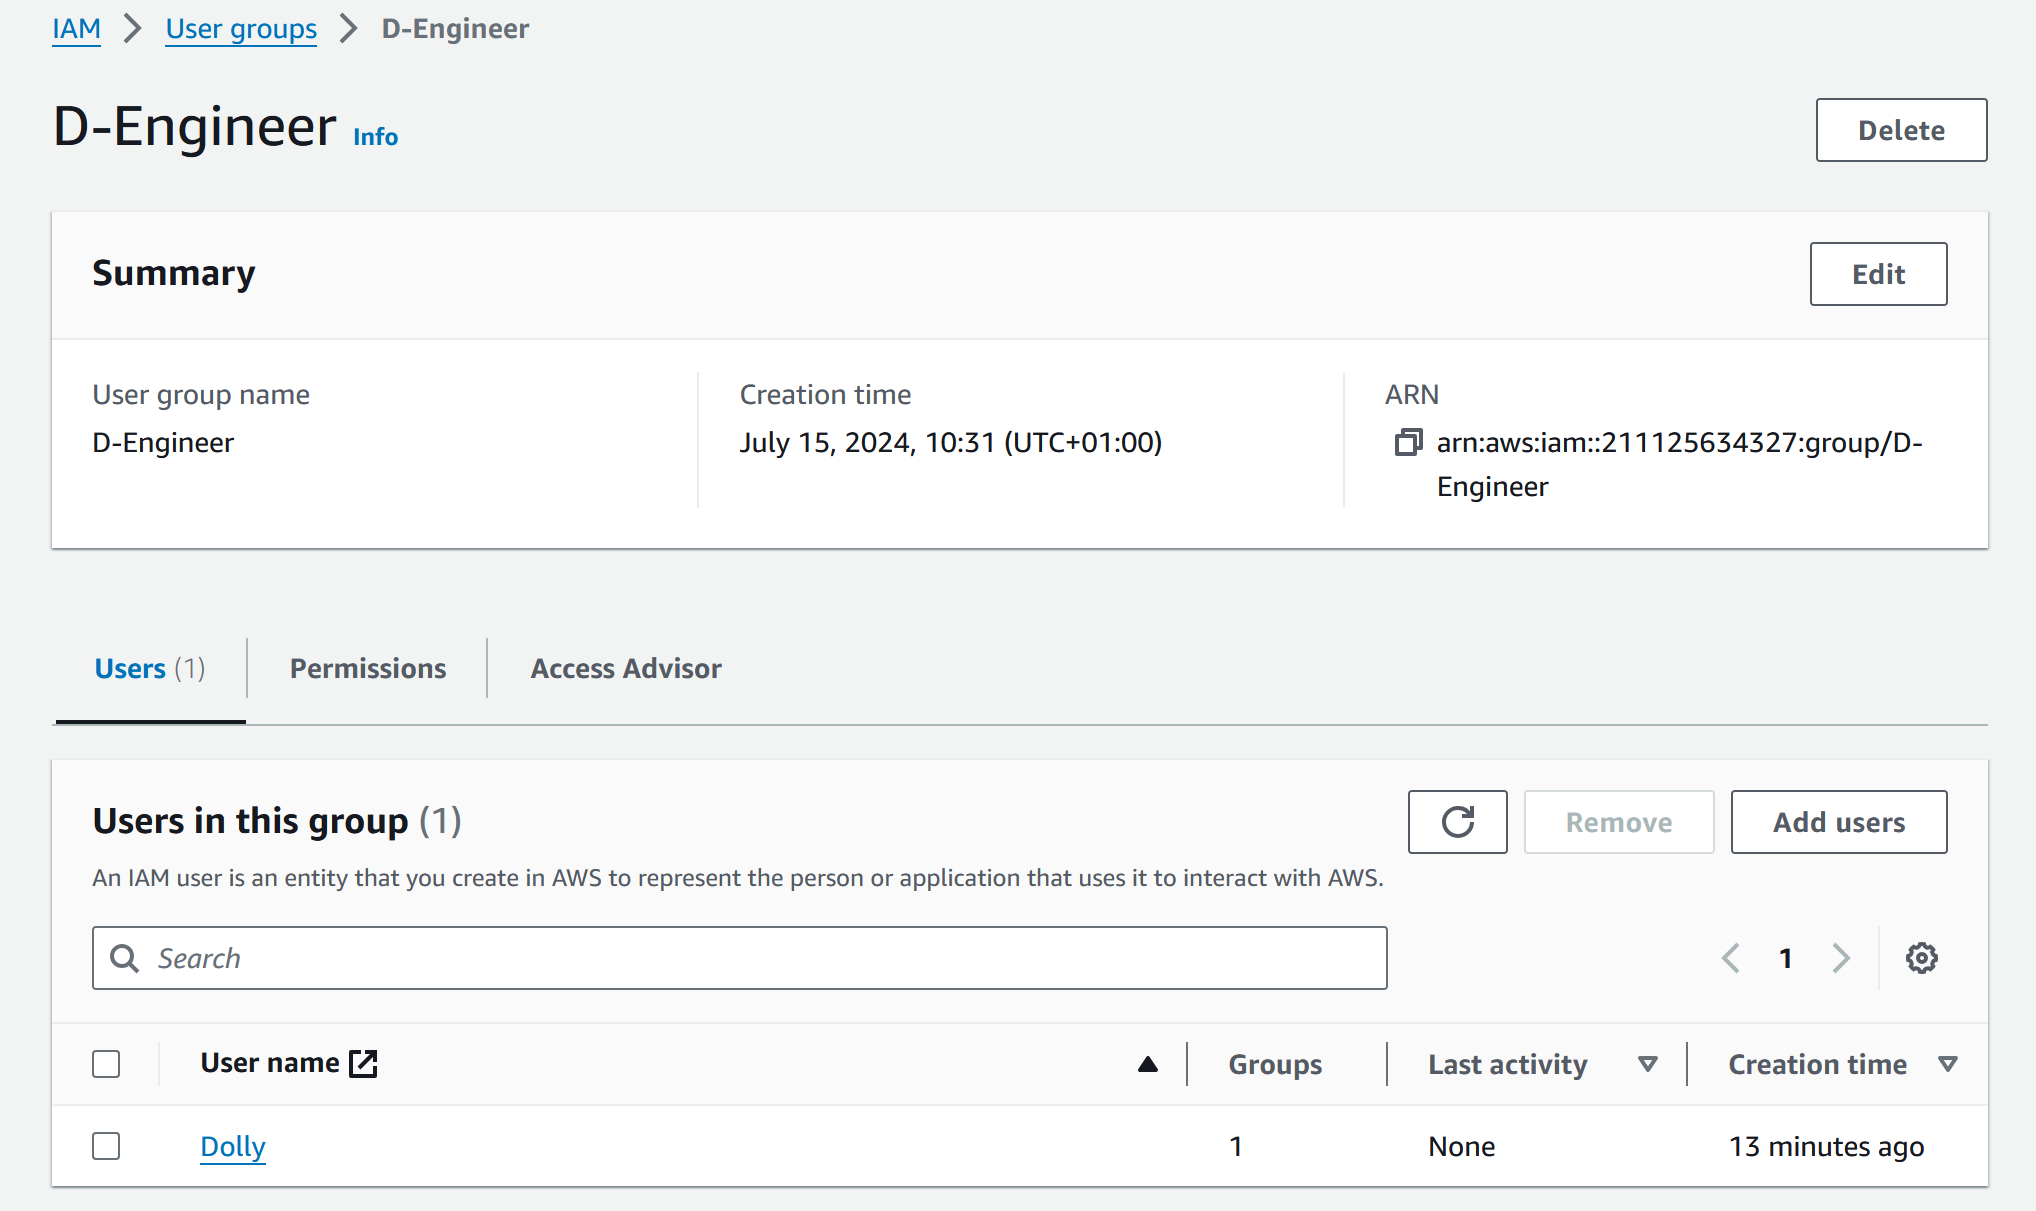 IAM > User groups > D-Engineer
D-Engineer Info
Delete
Summary
Edit
User group name
D-Engineer
Creation time
July 15, 2024, 10:31 (UTC+01:00)
ARN
arn:aws:iam::211125634327:group/D-
Engineer
Users (1)
Permissions
Access Advisor
Users in this group (1)
Remove
Add users
An IAM user is an entity that you create in AWS to represent the person or application that uses it to interact with AWS.
Search
1
User name
Groups
Last activity
Creation time
Dolly
1
None
13 minutes ago